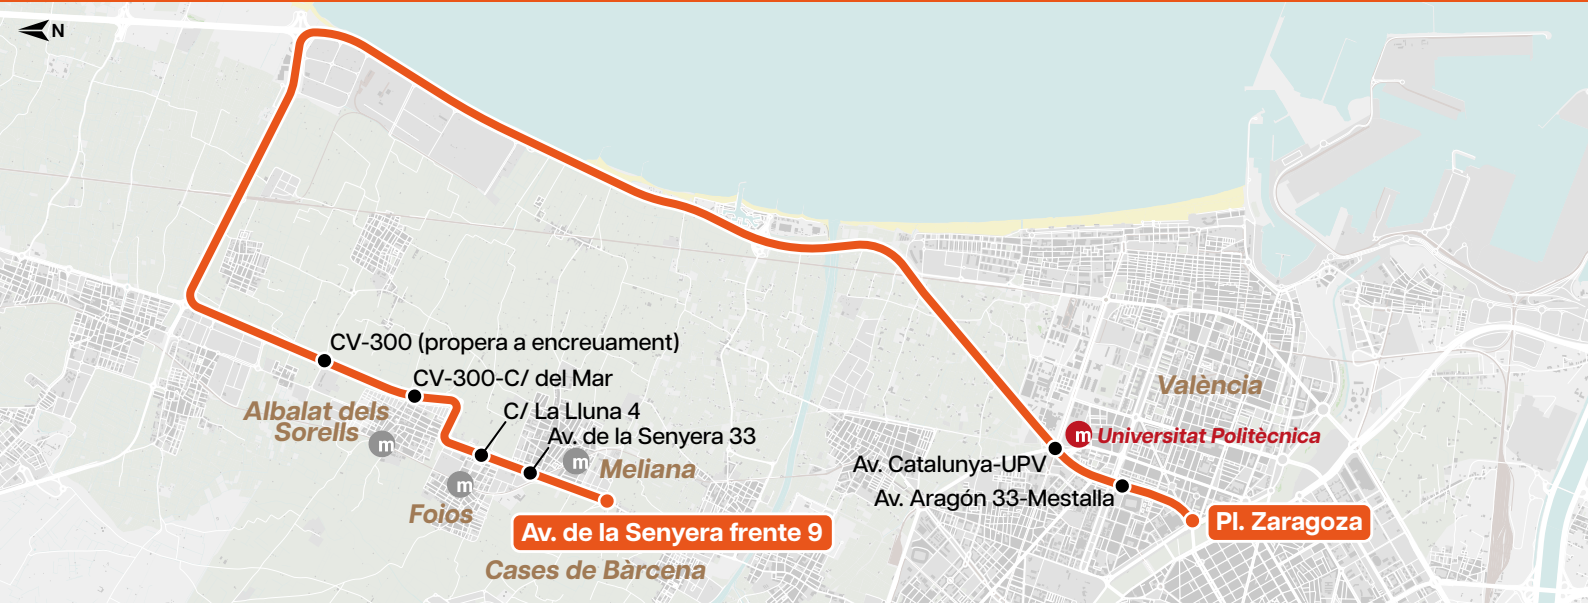 N
CV-300 (propera a encreuament)
CV-300-C/ del Mar
València
Albalat dels
Sorells
C/ La Lluna 4
Av. de la Senyera 33
m
m
m
Meliana
m
Universitat Politècnica
Av. Catalunya-UPV
Foios
Av. Aragón 33-Mestalla
Av. de la Senyera frente 9
Pl. Zaragoza
Cases de Bàrcena